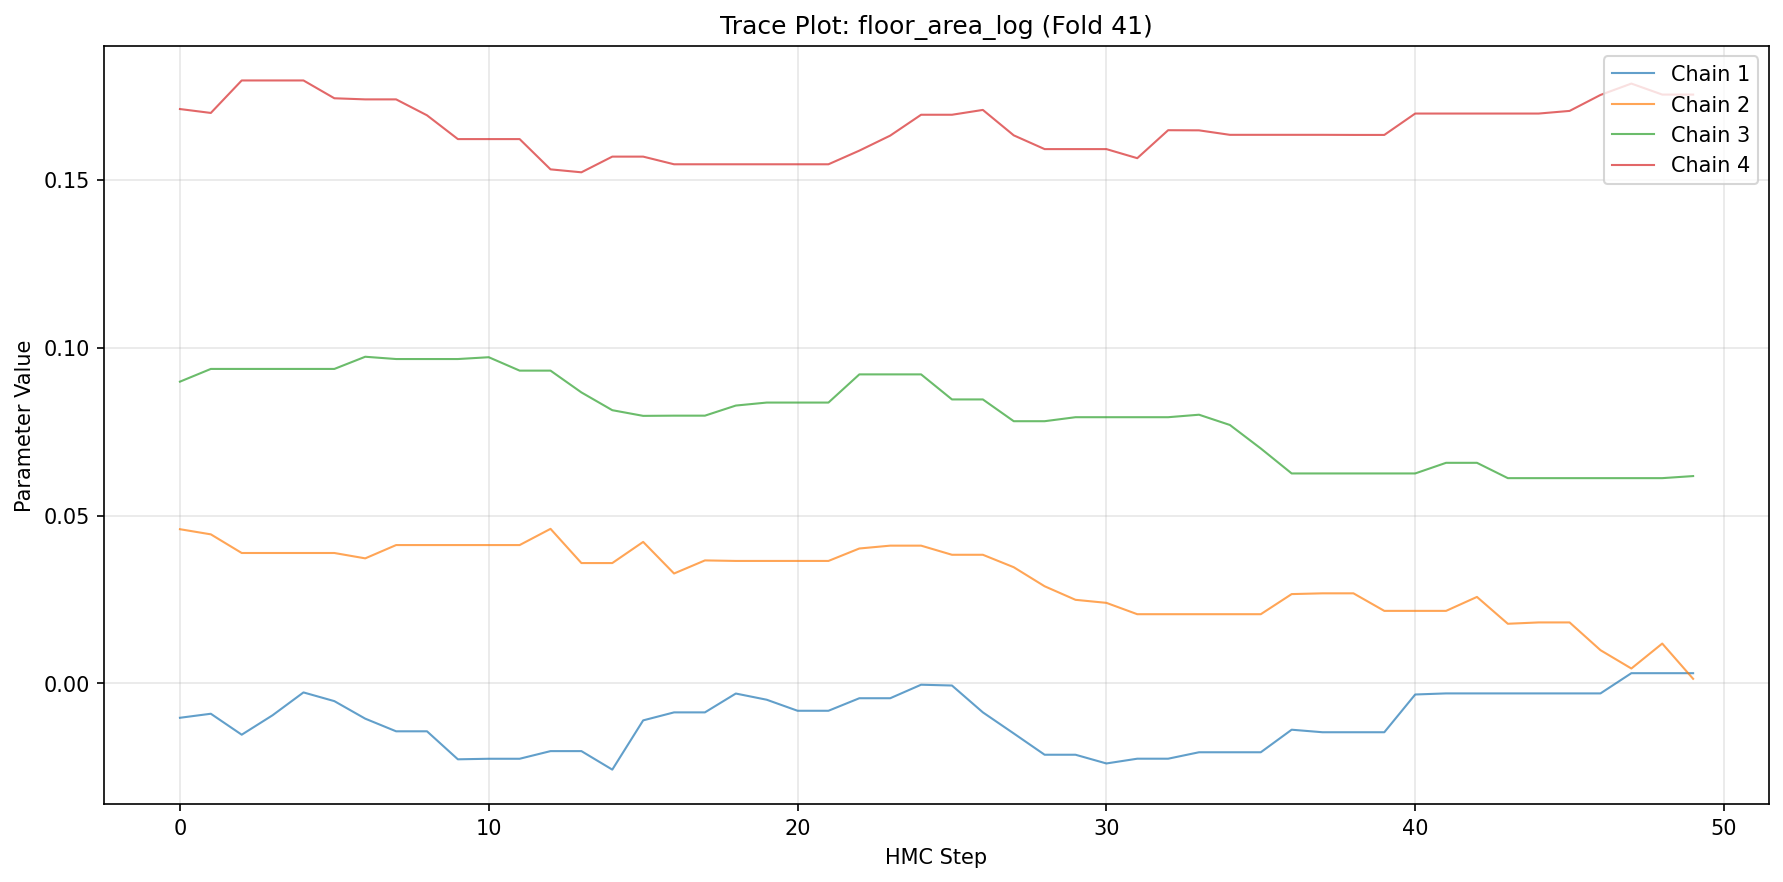 Trace Plot: floor_area_log (Fold 41)
Chain 1
Chain 2
Chain 3
Chain 4
Parameter Value
0.15
0.10
0.05
0.00
0 10 20 30 40 50
HMC Step